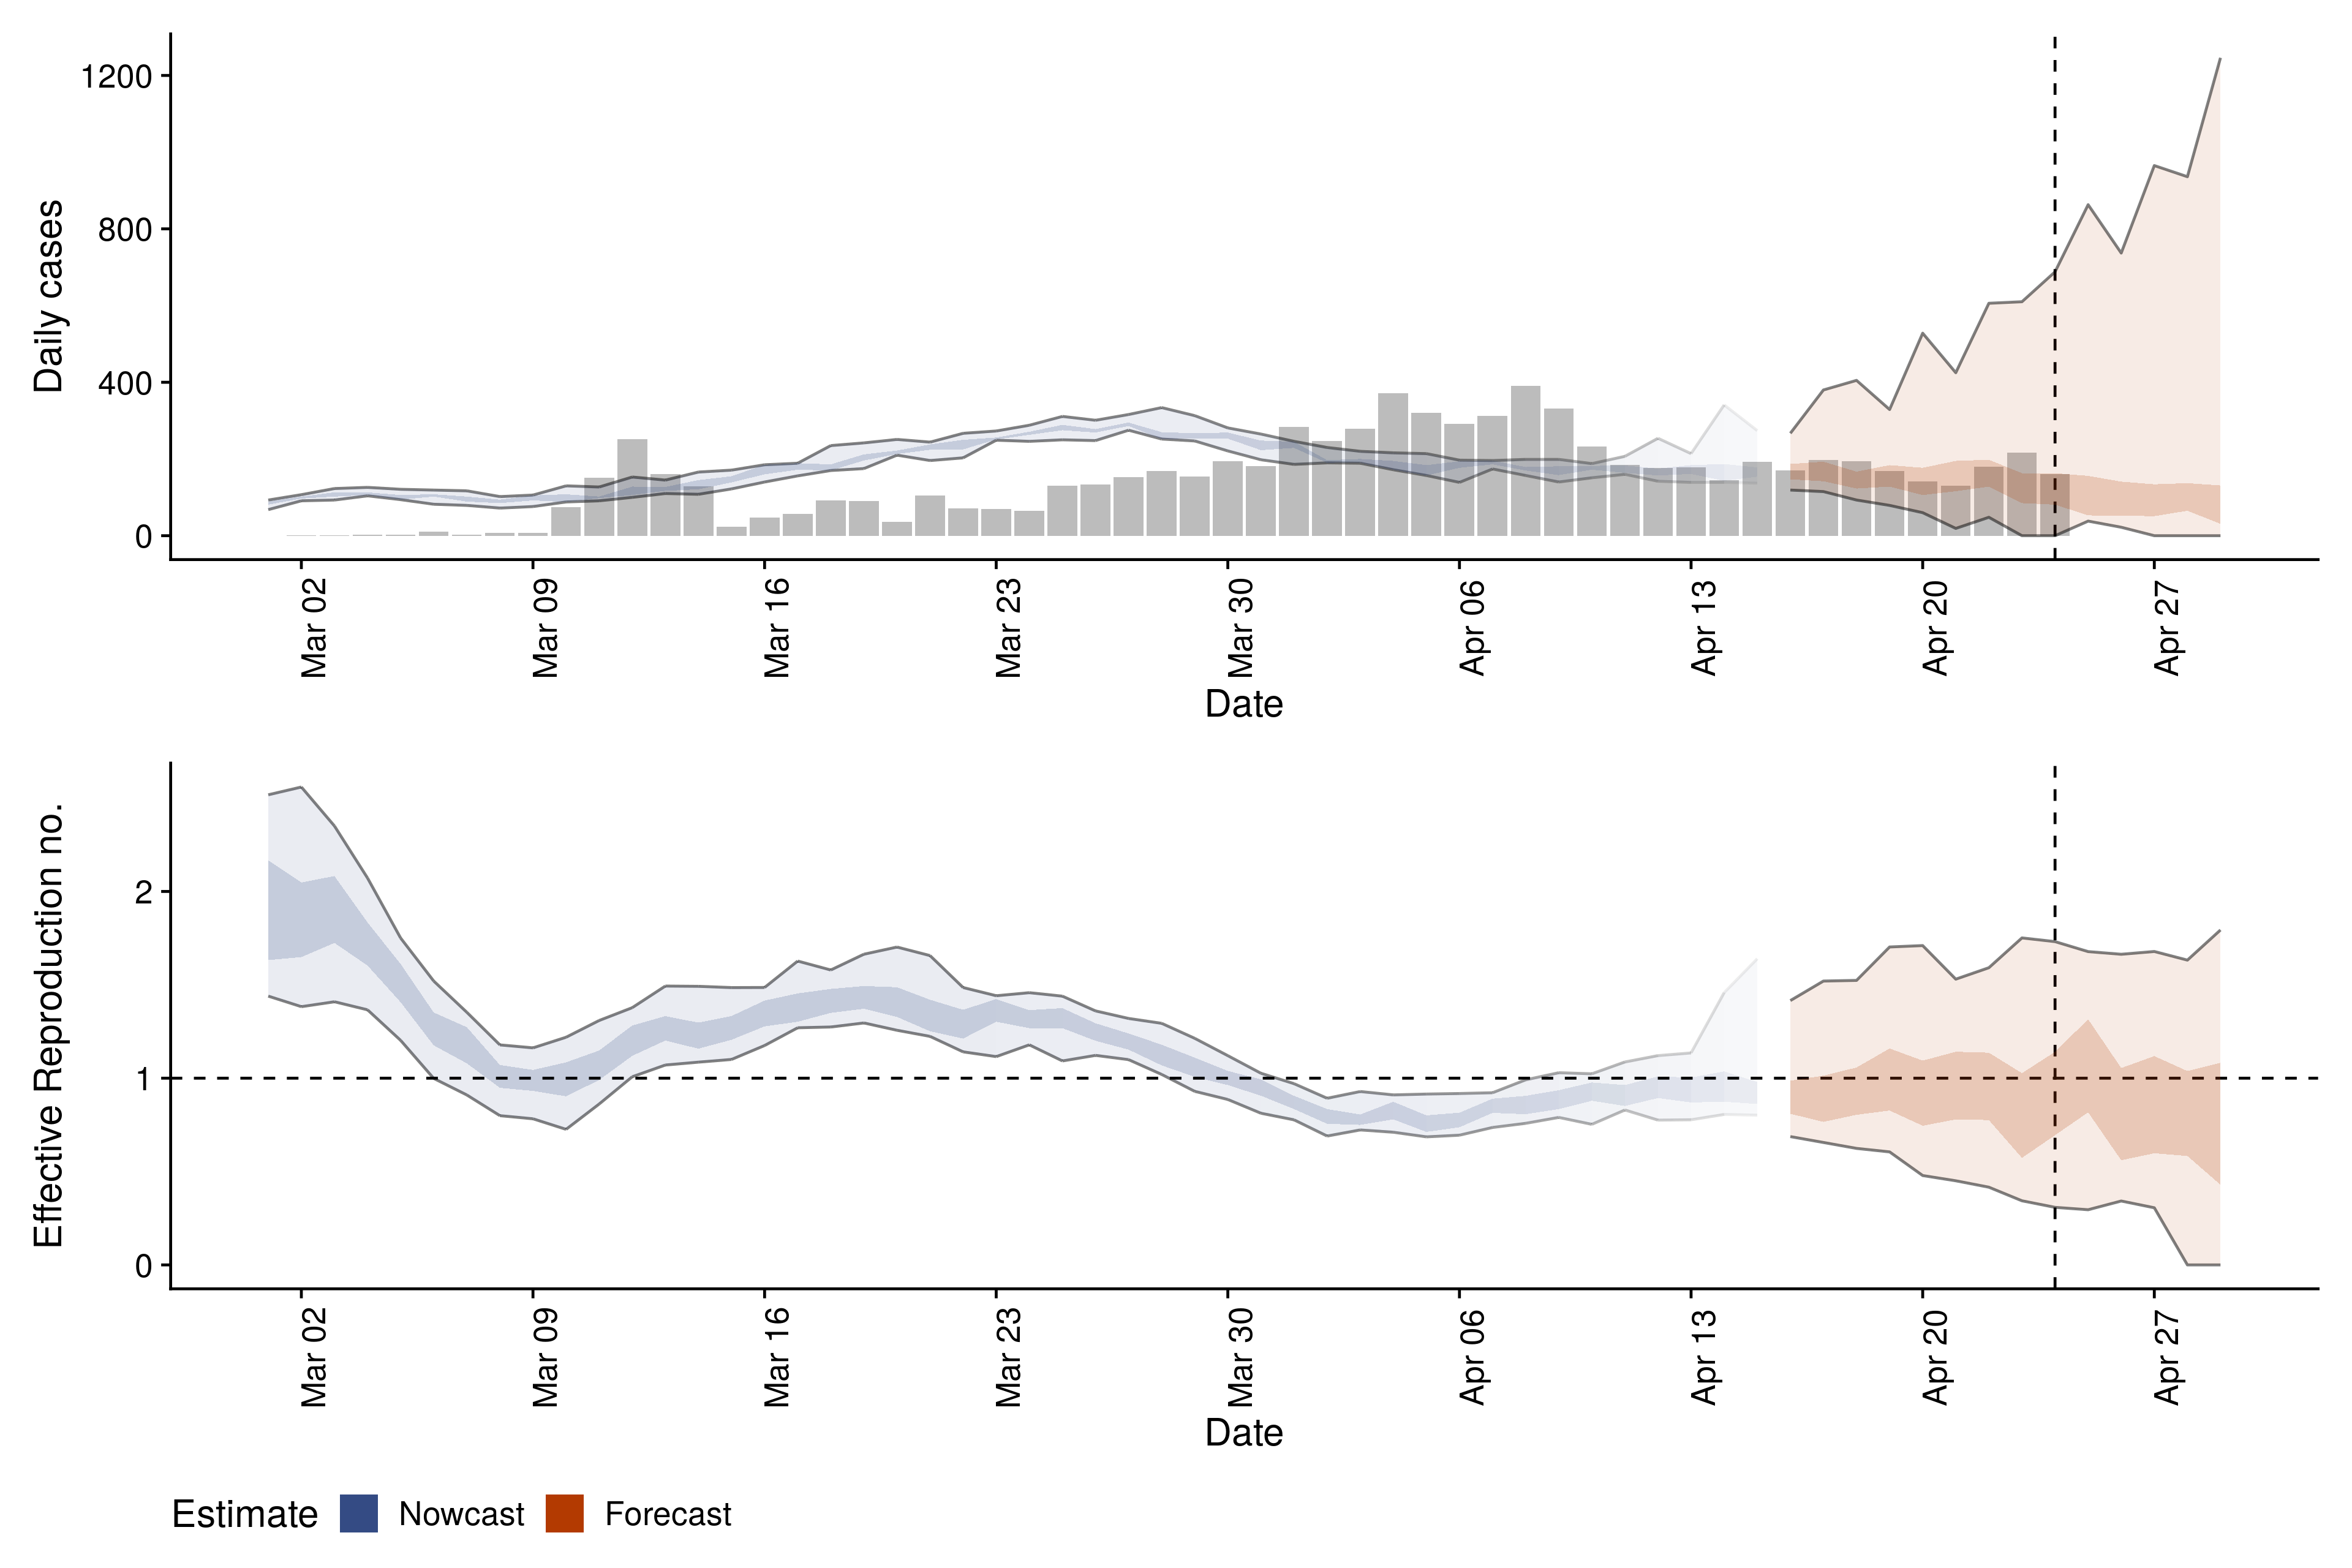 Daily cases
1200
800
400
0
Mar 02
Mar 09
Mar 16
Mar 23
Mar 30
Apr 06
Apr 13
Apr 20
Apr 27
Date
Effective Reproduction no.
2
1
0
Mar 02
Mar 09
Mar 16
Mar 23
Mar 30
Apr 06
Apr 13
Apr 20
Apr 27
Date
Estimate Nowcast Forecast